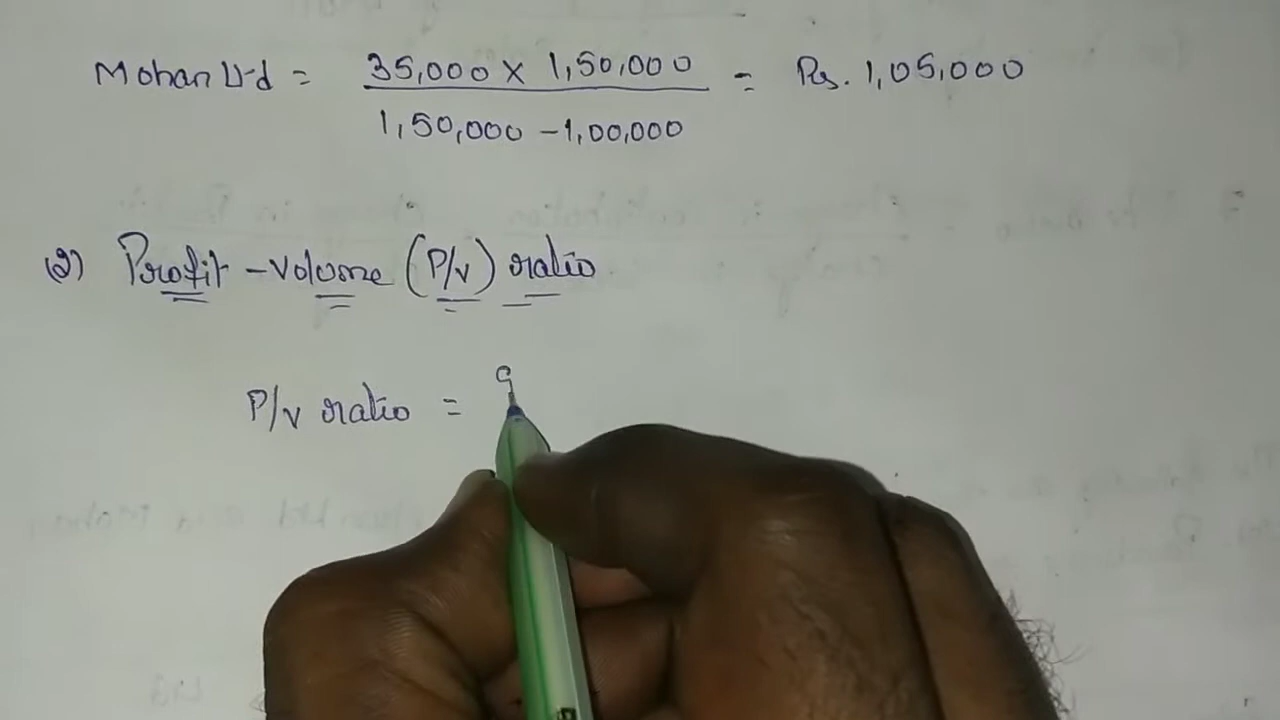 Mohan Ltd = 35,000 × 1,50,000 = Rs. 1,05,000
1,50,000 - 1,00,000
(2) Profit - Volume (P/V) ratio
P/V ratio =